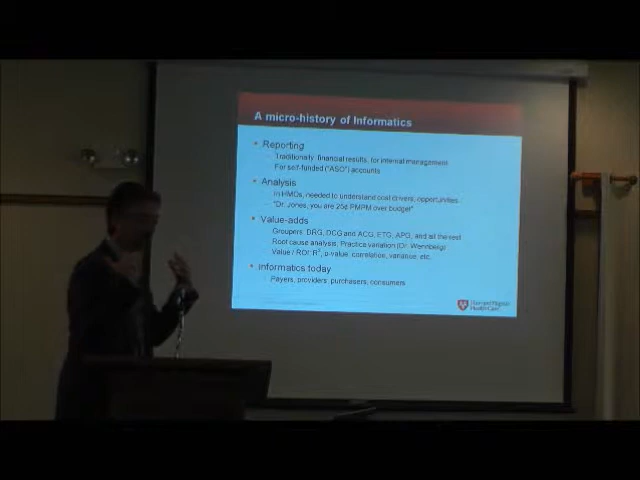 A micro-history of Informatics
Reporting
Traditionally, financial results, for internal management
For self-funded ("ASO") accounts
Analysis
In HMOs, needed to understand cost drivers, opportunities
"Dr. Jones, you are 25¢ PMPM over budget"
Value-adds
Groupers: DRG, DCG and ACG, ETG, APG, and all the rest
Root cause analysis, Practice variation (Dr. Wennberg)
Value / ROI: R², p-value, correlation, variance, etc.
Informatics today
Payers, providers, purchasers, consumers
Harvard Pilgrim
HealthCare